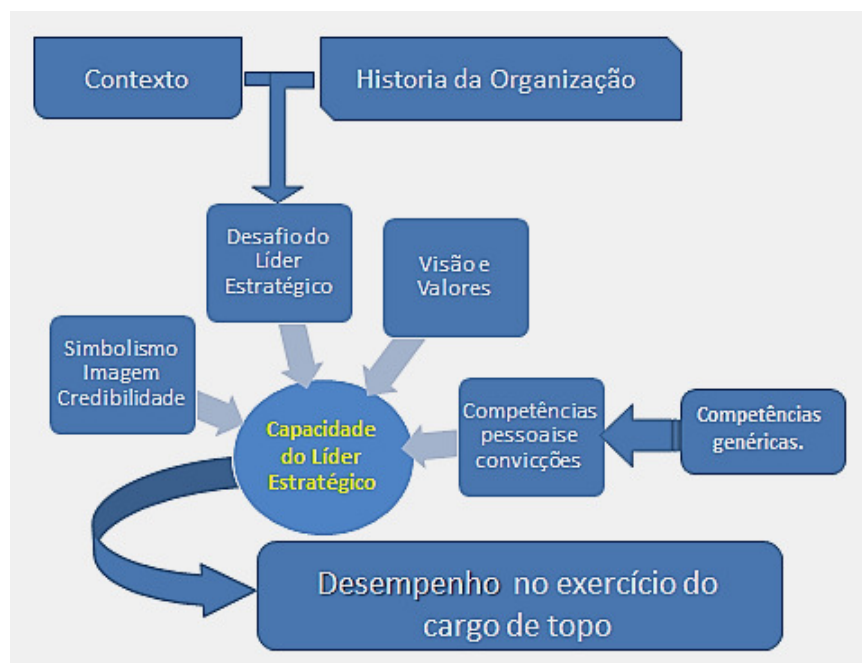 Contexto
Historia da Organização
Desafio do
Líder
Estratégico
Visão e
Valores
Simbolismo
Imagem
Credibilidade
Capacidade
do Líder
Estratégico
Competências
pessoaise
convicções
Competências
genéricas.
Desempenho no exercício do
cargo de topo